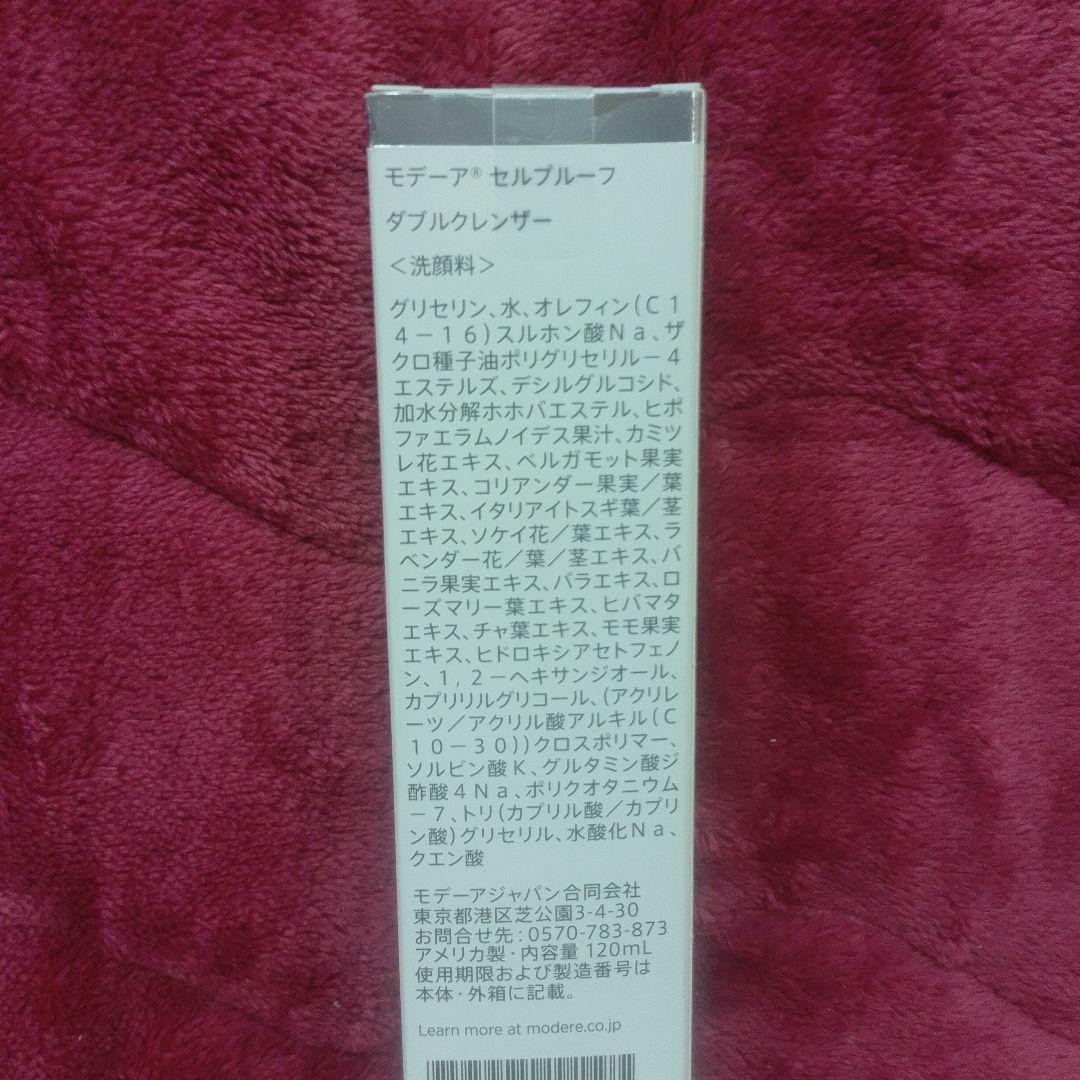 モデーア® セルプルーフ
ダブルクレンザー
＜洗顔料＞
グリセリン、水、オレフィン(Ｃ１
４－１６)スルホン酸Ｎａ、ザ
クロ種子油ポリグリセリル－４
エステルズ、デシルグルコシド、
加水分解ホホバエステル、ヒポ
ファエラムノイデス果汁、カミツ
レ花エキス、ベルガモット果実
エキス、コリアンダー果実／葉
エキス、イタリアイトスギ葉／茎
エキス、ソケイ花／葉エキス、ラ
ベンダー花／葉／茎エキス、バ
ニラ果実エキス、バラエキス、ロ
ーズマリー葉エキス、ヒバマタ
エキス、チャ葉エキス、モモ果実
エキス、ヒドロキシアセトフェノ
ン、１，２－ヘキサンジオール、
カプリリルグリコール、(アクリレ
ーツ／アクリル酸アルキル(Ｃ
１０－３０))クロスポリマー、
ソルビン酸Ｋ、グルタミン酸ジ
酢酸４Ｎａ、ポリクオタニウム
－７、トリ(カプリル酸／カプリ
ン酸)グリセリル、水酸化Ｎａ、
クエン酸
モデーアジャパン合同会社
東京都港区芝公園3-4-30
お問合せ先：0570-783-873
アメリカ製・内容量 120mL
使用期限および製造番号は
本体・外箱に記載。
Learn more at modere.co.jp